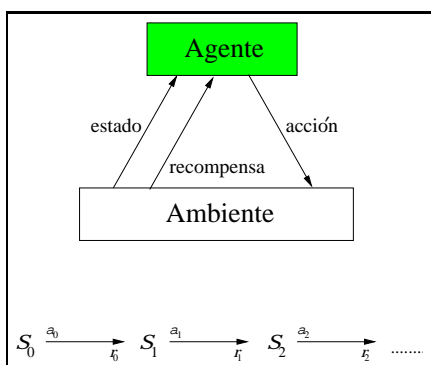 Agente
estado
acción
recompensa
Ambiente
S0 a0 r0 S1 a1 r1 S2 a2 r2 ........